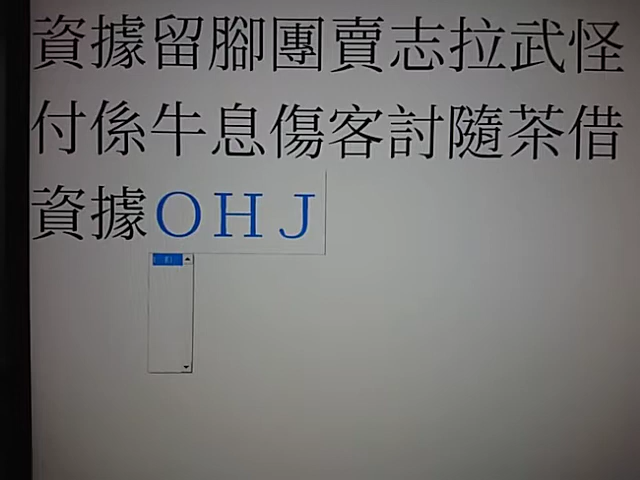 資據留腳團賣志拉武怪
付係牛息傷客討隨茶借
資據ＯＨＪ